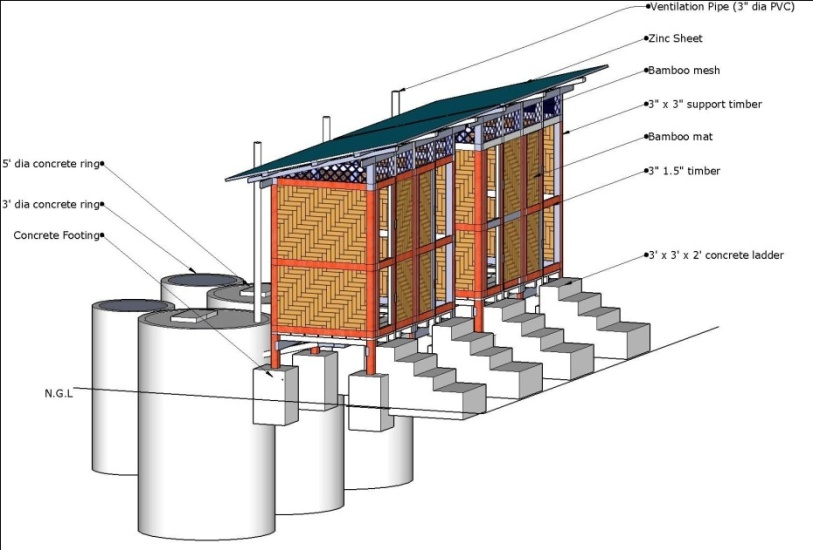 Ventilation Pipe (3" dia PVC)
Zinc Sheet
Bamboo mesh
3" x 3" support timber
Bamboo mat
3" 1.5" timber
3' x 3' x 2' concrete ladder
5' dia concrete ring
3' dia concrete ring
Concrete Footing
N.G.L